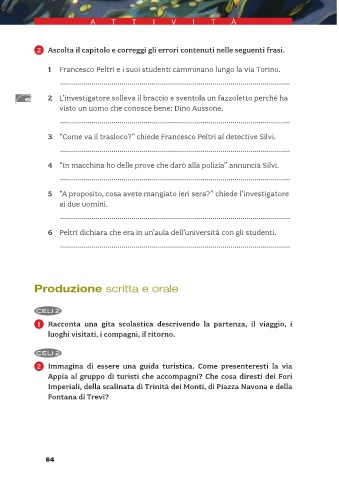 ATTIVITÀ
2 Ascolta il capitolo e correggi gli errori contenuti nelle seguenti frasi.
1 Francesco Peltri e i suoi studenti camminano lungo la via Torino.
2 L'investigatore solleva il braccio e sventola un fazzoletto perché ha
visto un uomo che conosce bene: Dino Aussone.
3 "Come va il trasloco?" chiede Francesco Peltri al detective Silvi.
4 "In macchina ho delle prove che darò alla polizia" annuncia Silvi.
5 "A proposito, cosa avete mangiato ieri sera?" chiede l'investigatore
ai due uomini.
6 Peltri dichiara che era in un'aula dell'università con gli studenti.
Produzione scritta e orale
CELI 2
1 Racconta una gita scolastica descrivendo la partenza, il viaggio, i
luoghi visitati, i compagni, il ritorno.
CELI 2
2 Immagina di essere una guida turistica. Come presenteresti la via
Appia al gruppo di turisti che accompagni? Che cosa diresti dei Fori
Imperiali, della scalinata di Trinità dei Monti, di Piazza Navona e della
Fontana di Trevi?
64